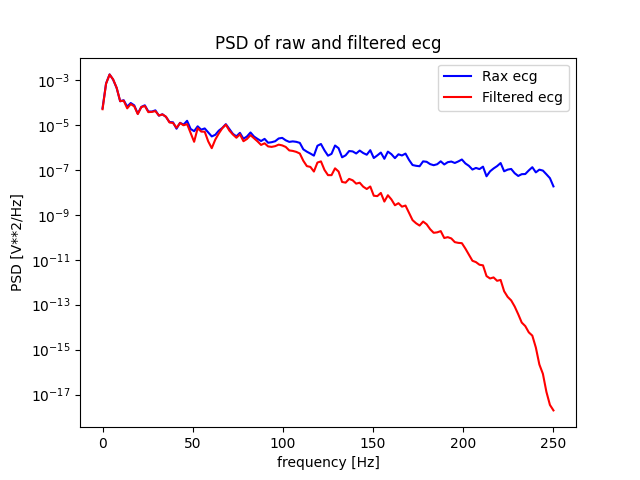 PSD of raw and filtered ecg
Rax ecg
Filtered ecg
PSD [V**2/Hz]
10⁻³
10⁻⁵
10⁻⁷
10⁻⁹
10⁻¹¹
10⁻¹³
10⁻¹⁵
10⁻¹⁷
0 50 100 150 200 250
frequency [Hz]